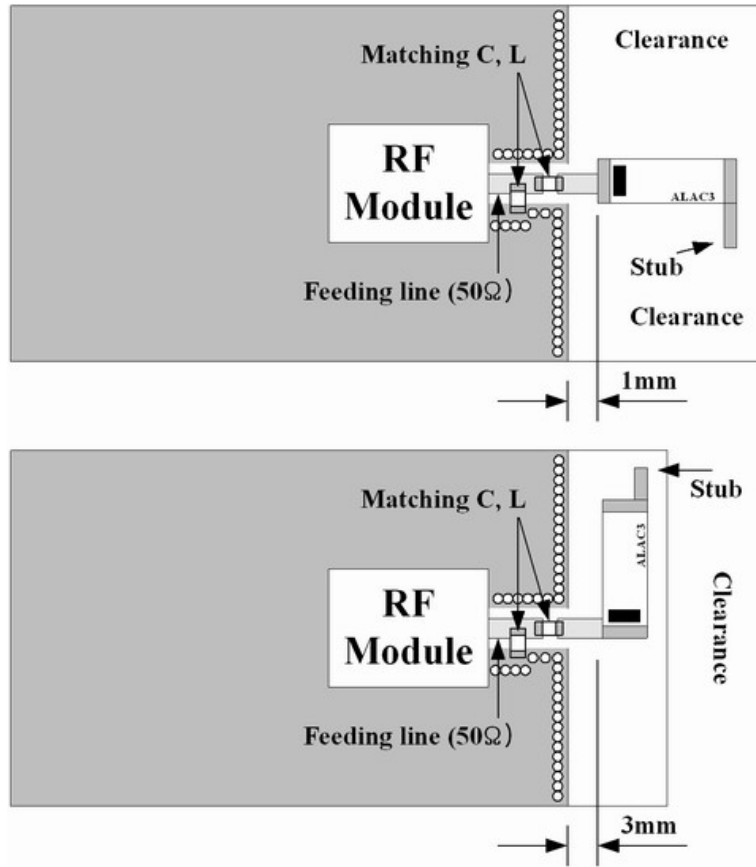 Clearance
Matching C, L
RF
Module
ALAC3
Stub
Feeding line (50Ω)
Clearance
1mm
Stub
Matching C, L
ALAC3
RF
Module
Clearance
Feeding line (50Ω)
3mm